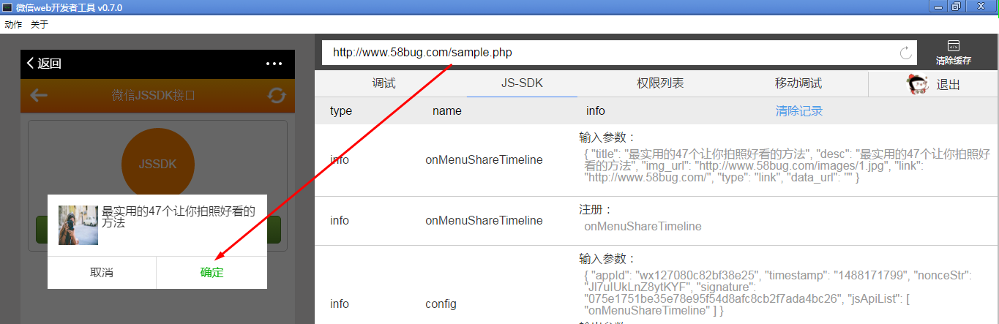 微信web开发者工具 v0.7.0
动作 关于
返回
微信JSSDK接口
JSSDK
最实用的47个让你拍照好看的
方法
取消 确定
http://www.58bug.com/sample.php
清除缓存
调试 JS-SDK 权限列表 移动调试 退出
type name info 清除记录
info onMenuShareTimeline
输入参数：
{ "title": "最实用的47个让你拍照好看的方法", "desc": "最实用的47个让你拍照好
看的方法", "img_url": "http://www.58bug.com/images/1.jpg", "link":
"http://www.58bug.com/", "type": "link", "data_url": "" }
info onMenuShareTimeline
注册：
onMenuShareTimeline
info config
输入参数：
{ "appId": "wx127080c82bf38e25", "timestamp": "1488171799", "nonceStr":
"JI7uIUkLnZ8ytKYF", "signature":
"075e1751be35e78e95f54d8afc8cb2f7ada4bc26", "jsApiList": [
"onMenuShareTimeline" ] }